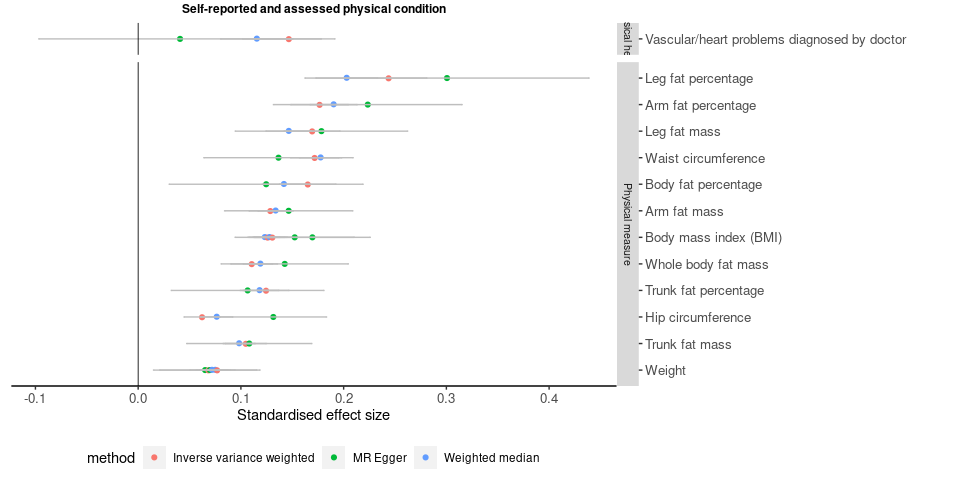 Self-reported and assessed physical condition
Vascular/heart problems diagnosed by doctor
Leg fat percentage
Arm fat percentage
Leg fat mass
Waist circumference
Body fat percentage
Arm fat mass
Body mass index (BMI)
Whole body fat mass
Trunk fat percentage
Hip circumference
Trunk fat mass
Weight
Physical measure
-0.1 0.0 0.1 0.2 0.3 0.4
Standardised effect size
method Inverse variance weighted MR Egger Weighted median